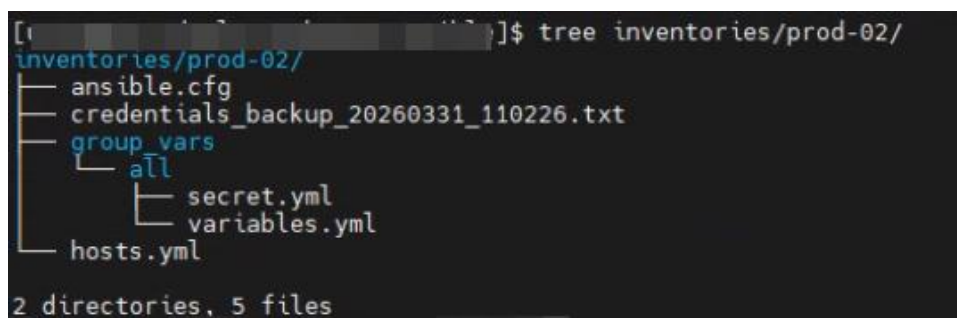 ]$ tree inventories/prod-02/
inventories/prod-02/
├── ansible.cfg
├── credentials_backup_20260331_110226.txt
├── group_vars
│   └── all
│       ├── secret.yml
│       └── variables.yml
└── hosts.yml
2 directories, 5 files